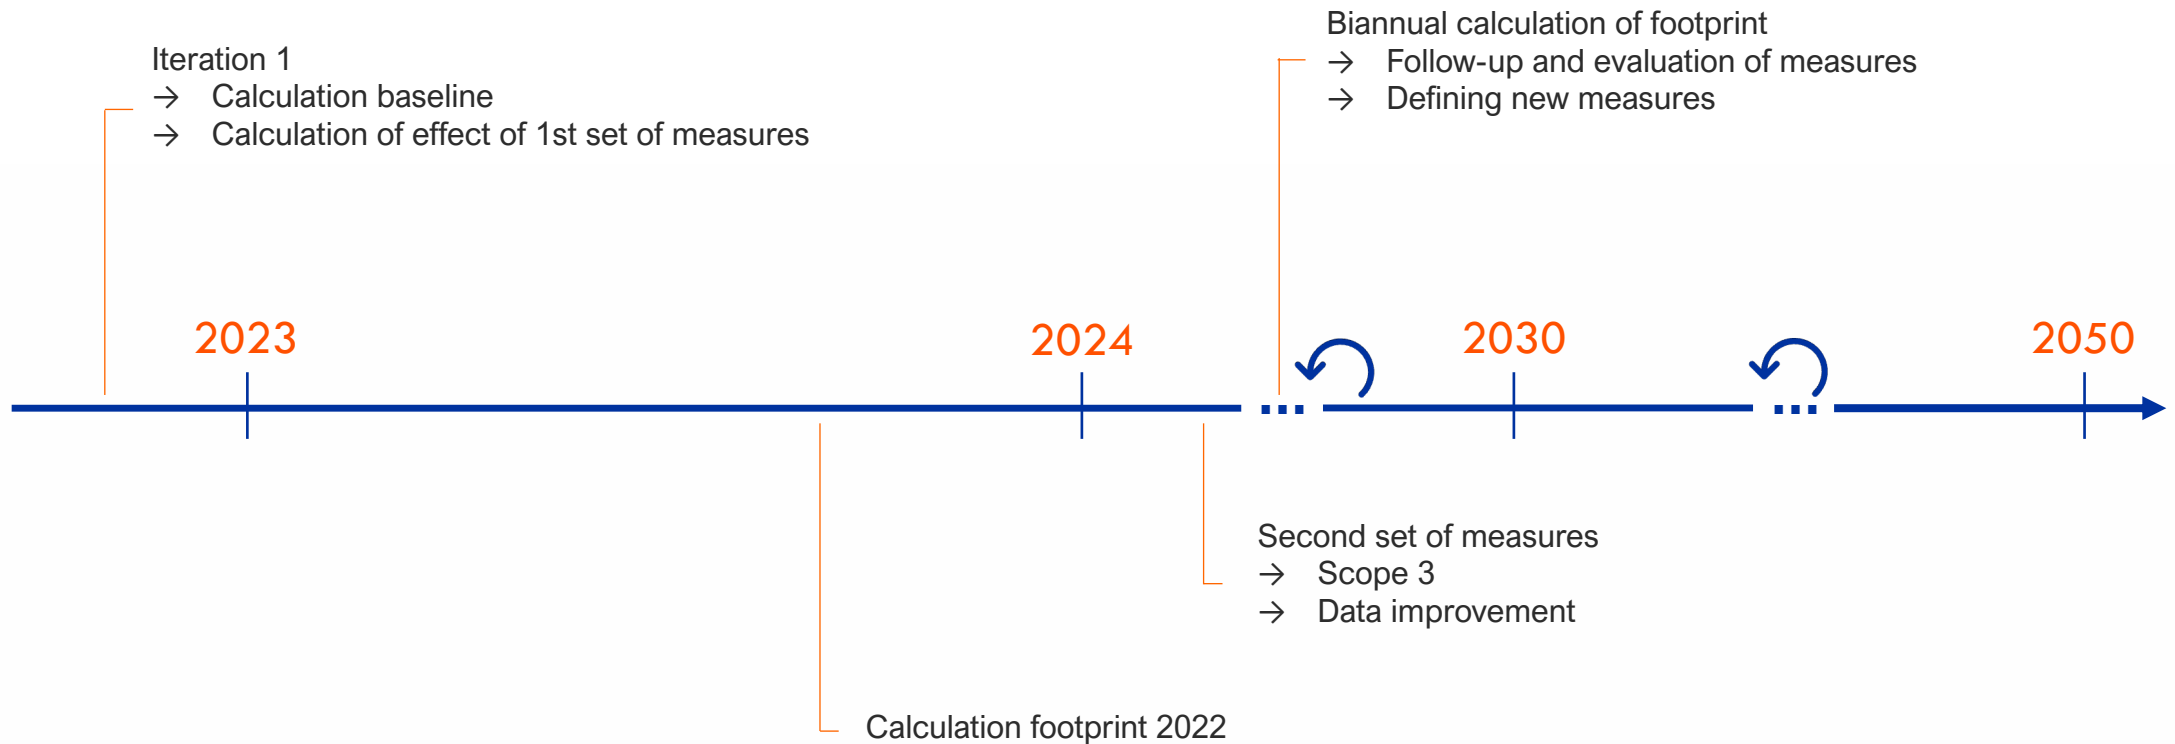 Biannual calculation of footprint
→ Follow-up and evaluation of measures
→ Defining new measures
Iteration 1
→ Calculation baseline
→ Calculation of effect of 1st set of measures
2023
2024
2030
2050
Second set of measures
→ Scope 3
→ Data improvement
Calculation footprint 2022